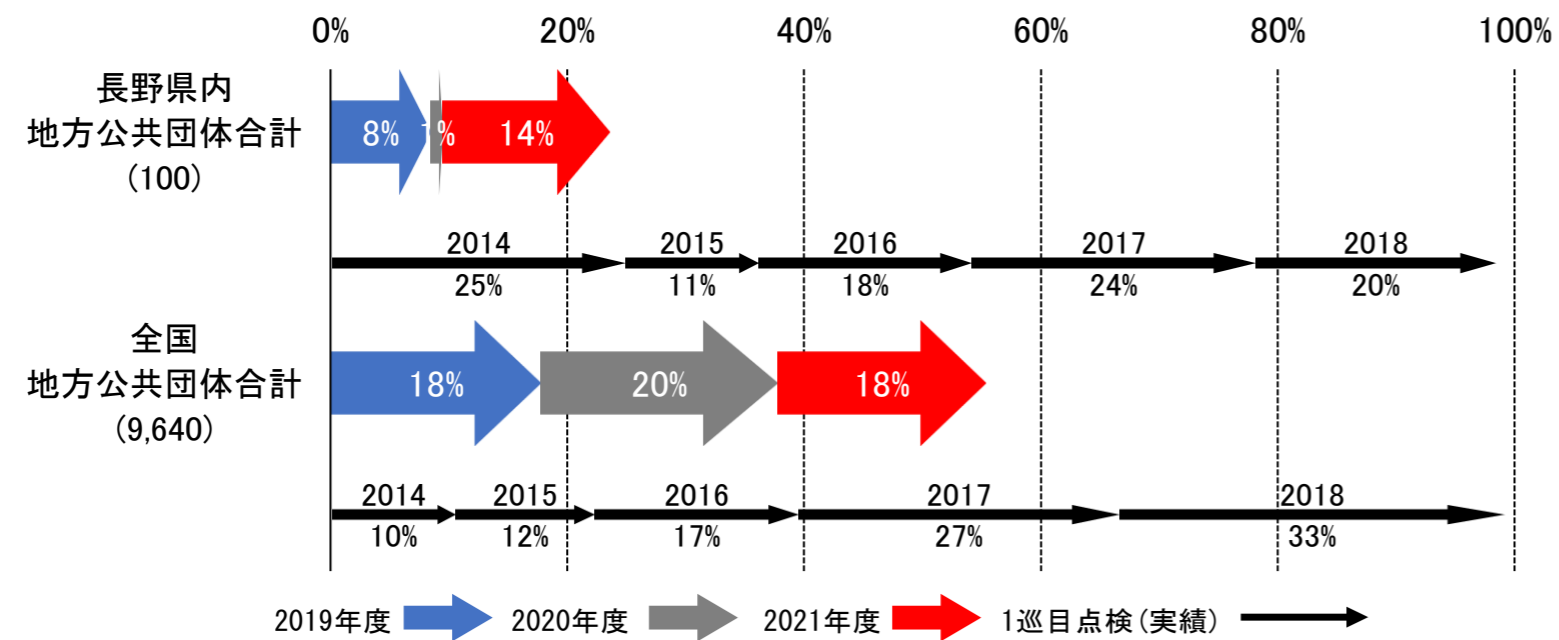 0% 20% 40% 60% 80% 100%
長野県内
地方公共団体合計
(100)
8% 1% 14%
2014 2015 2016 2017 2018
25% 11% 18% 24% 20%
全国
地方公共団体合計
(9,640)
18% 20% 18%
2014 2015 2016 2017 2018
10% 12% 17% 27% 33%
2019年度 2020年度 2021年度 1巡目点検(実績)